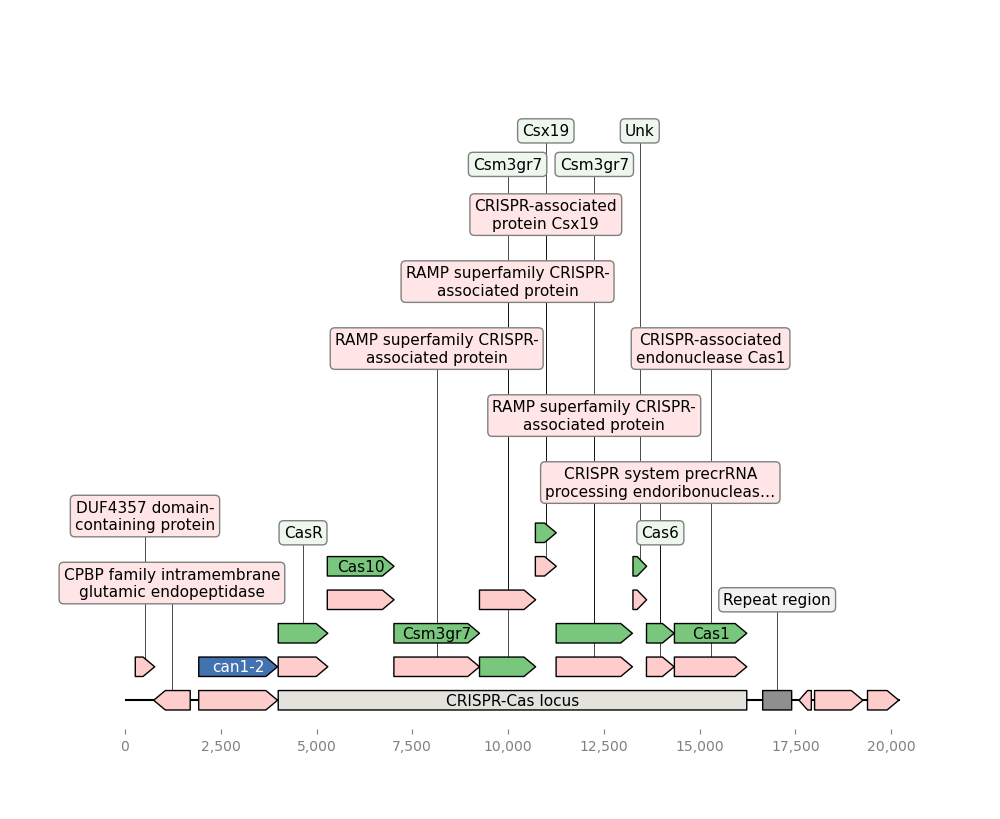 Csx19
Unk
Csm3gr7
Csm3gr7
CRISPR-associated
protein Csx19
RAMP superfamily CRISPR-
associated protein
RAMP superfamily CRISPR-
associated protein
CRISPR-associated
endonuclease Cas1
RAMP superfamily CRISPR-
associated protein
CRISPR system precrRNA
processing endoribonucleas…
DUF4357 domain-
containing protein
CasR
Cas6
Cas10
CPBP family intramembrane
glutamic endopeptidase
Repeat region
Csm3gr7
Cas1
can1-2
CRISPR-Cas locus
0
2,500
5,000
7,500
10,000
12,500
15,000
17,500
20,000